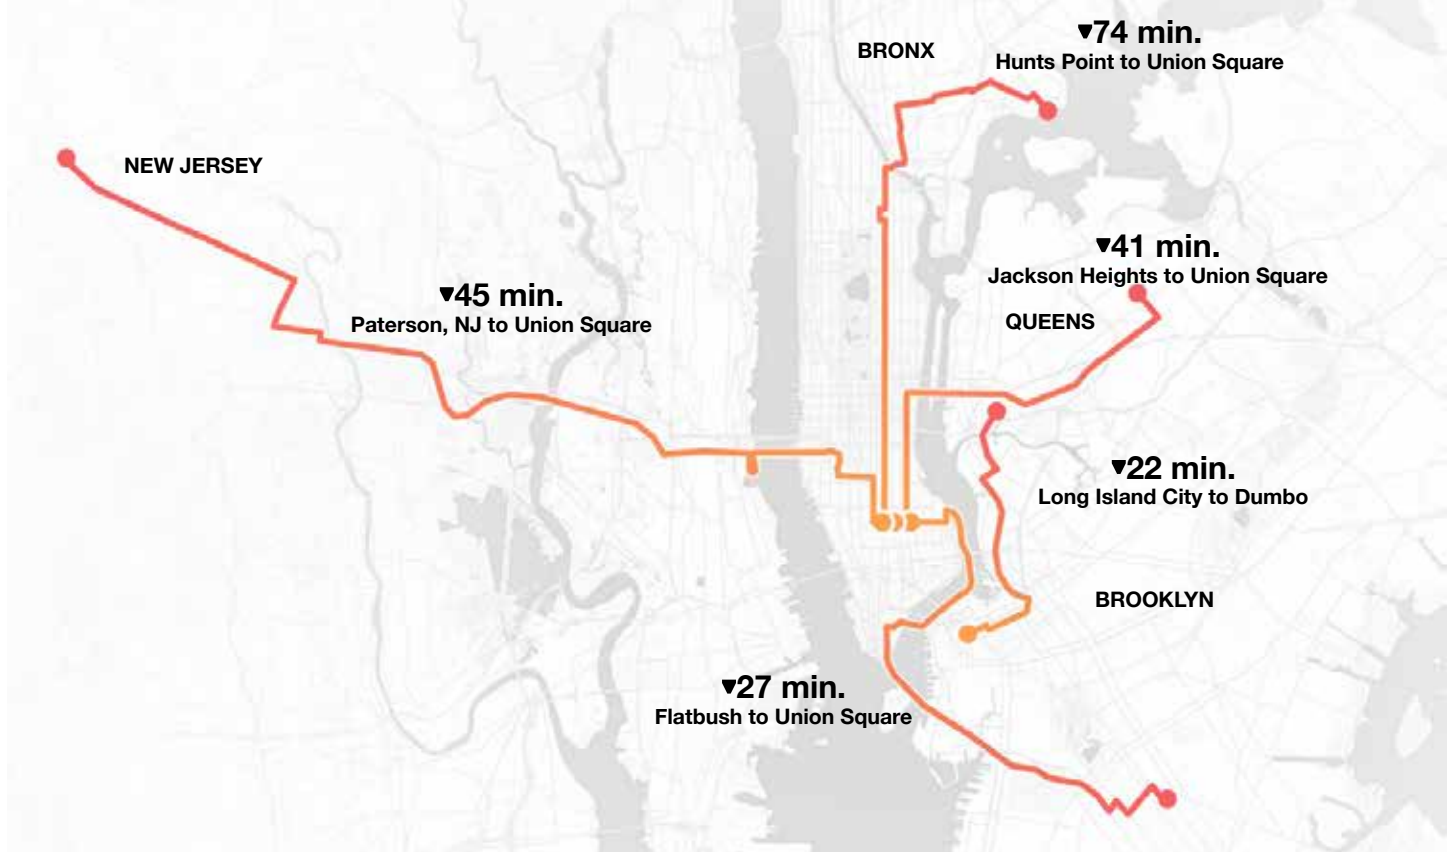 BRONX
▼74 min.
Hunts Point to Union Square
NEW JERSEY
▼41 min.
Jackson Heights to Union Square
QUEENS
▼45 min.
Paterson, NJ to Union Square
▼22 min.
Long Island City to Dumbo
BROOKLYN
▼27 min.
Flatbush to Union Square